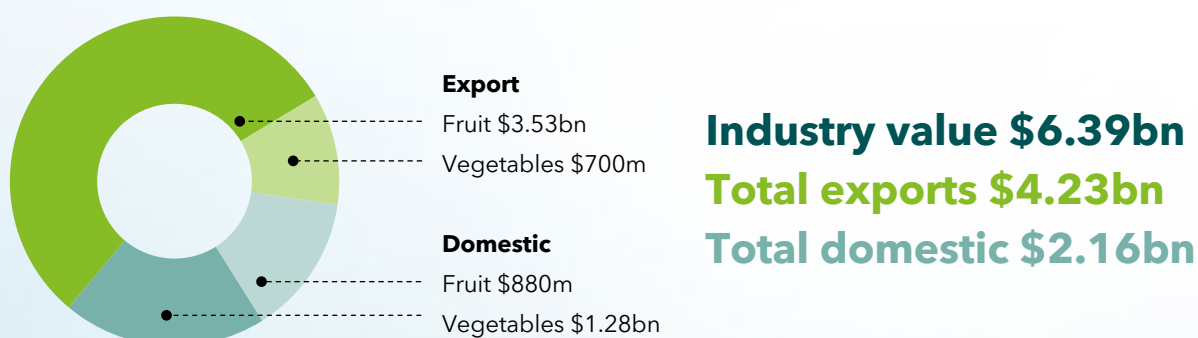 Export
Fruit $3.53bn
Vegetables $700m
Domestic
Fruit $880m
Vegetables $1.28bn
Industry value $6.39bn
Total exports $4.23bn
Total domestic $2.16bn